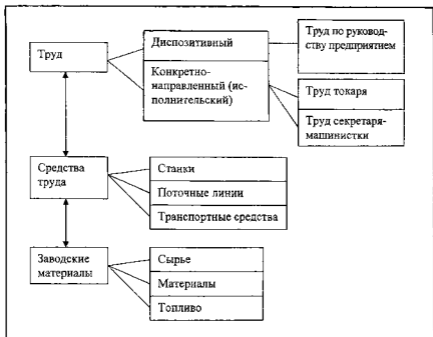 Труд
Диспозитивный
Конкретно-
направленный (ис-
полнительский)
Труд по руковод-
ству предприятием
Труд токаря
Труд секретаря-
машинистки
Средства
труда
Станки
Поточные линии
Транспортные средства
Заводские
материалы
Сырье
Материалы
Топливо